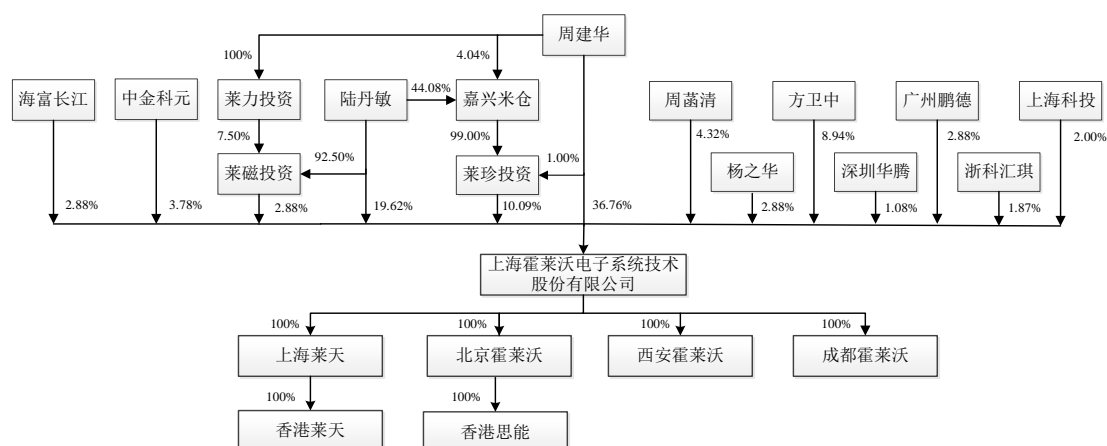 周建华
100%
4.04%
海富长江
中金科元
莱力投资
陆丹敏
44.08%
嘉兴米仓
周菡清
方卫中
广州鹏德
上海科投
7.50%
99.00%
4.32%
8.94%
2.88%
2.00%
莱磁投资
92.50%
莱珍投资
1.00%
杨之华
深圳华腾
浙科汇琪
2.88%
3.78%
2.88%
19.62%
10.09%
36.76%
2.88%
1.08%
1.87%
上海霍莱沃电子系统技术
股份有限公司
100%
100%
100%
100%
上海莱天
北京霍莱沃
西安霍莱沃
成都霍莱沃
100%
100%
香港莱天
香港思能